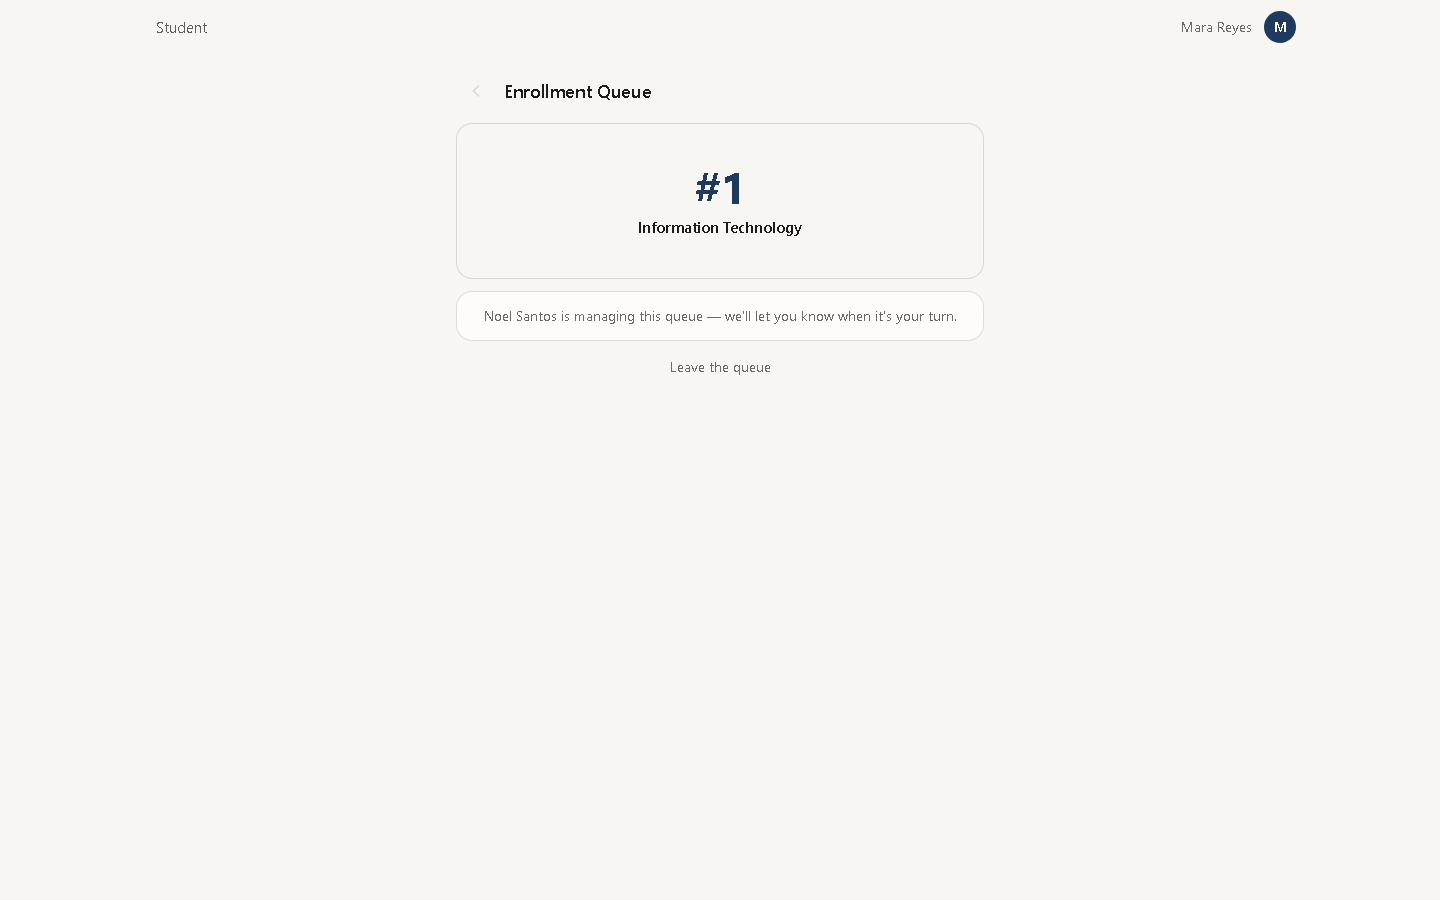 Student
Mara Reyes
M
Enrollment Queue
#1
Information Technology
Noel Santos is managing this queue — we'll let you know when it's your turn.
Leave the queue